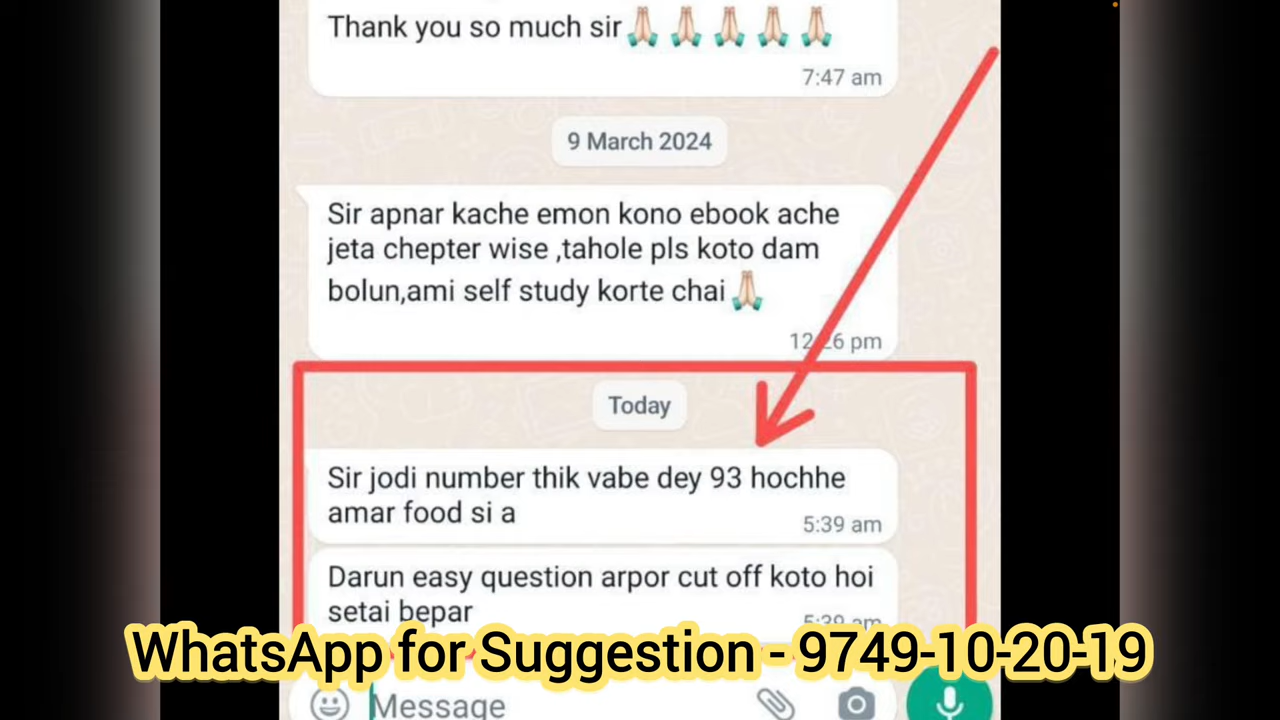 Thank you so much sir🙏🏻🙏🏻🙏🏻🙏🏻🙏🏻
7:47 am
9 March 2024
Sir apnar kache emon kono ebook ache
jeta chepter wise ,tahole pls koto dam
bolun,ami self study korte chai🙏🏻
12:26 pm
Today
Sir jodi number thik vabe dey 93 hochhe
amar food si a
5:39 am
Darun easy question arpor cut off koto hoi
setai bepar
5:39 am
WhatsApp for Suggestion - 9749-10-20-19
Message